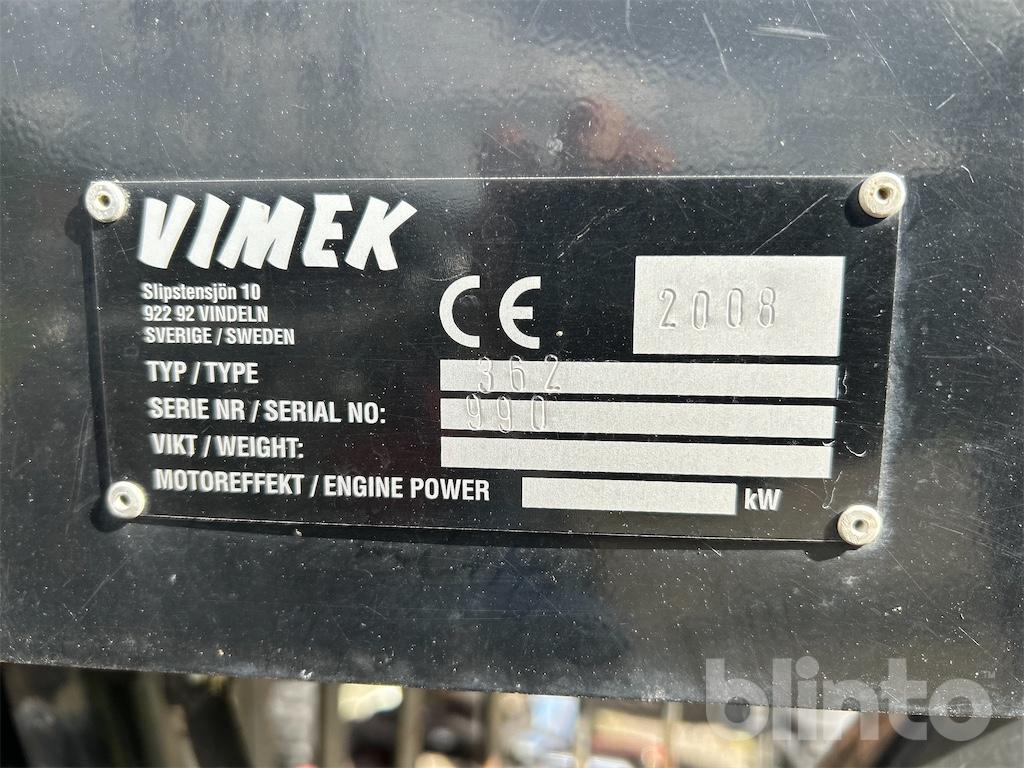 VIMEK
Slipstensjön 10
922 92 VINDELN
SVERIGE / SWEDEN
CE
2008
TYP / TYPE 362
SERIE NR / SERIAL NO: 990
VIKT / WEIGHT:
MOTOREFFEKT / ENGINE POWER kW
blinto™